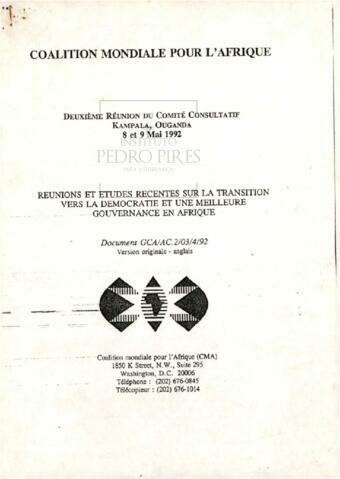 COALITION MONDIALE POUR L'AFRIQUE
DEUXIÈME RÉUNION DU COMITÉ CONSULTATIF
KAMPALA, OUGANDA
8 et 9 Mai 1992
INSTITUTO
PEDRO PIRES
PARA A LIDERANÇA
REUNIONS ET ETUDES RECENTES SUR LA TRANSITION
VERS LA DEMOCRATIE ET UNE MEILLEURE
GOUVERNANCE EN AFRIQUE
Document GCA/AC.2/03/4/92
Version originale - anglais
Coalition mondiale pour l'Afrique (CMA)
1850 K Street, N.W., Suite 295
Washington, D.C. 20006
Téléphone : (202) 676-0845
Télécopieur : (202) 676-1014